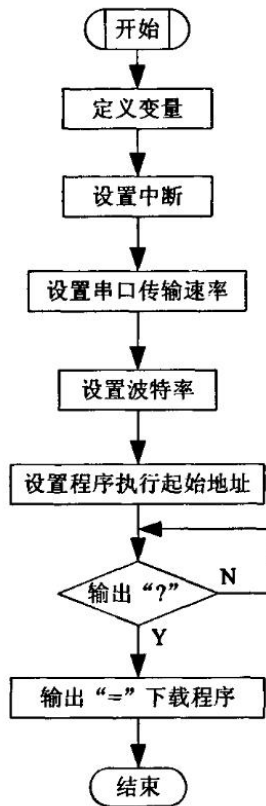 开始
定义变量
设置中断
设置串口传输速率
设置波特率
设置程序执行起始地址
输出“?”
N
Y
输出“=”下载程序
结束